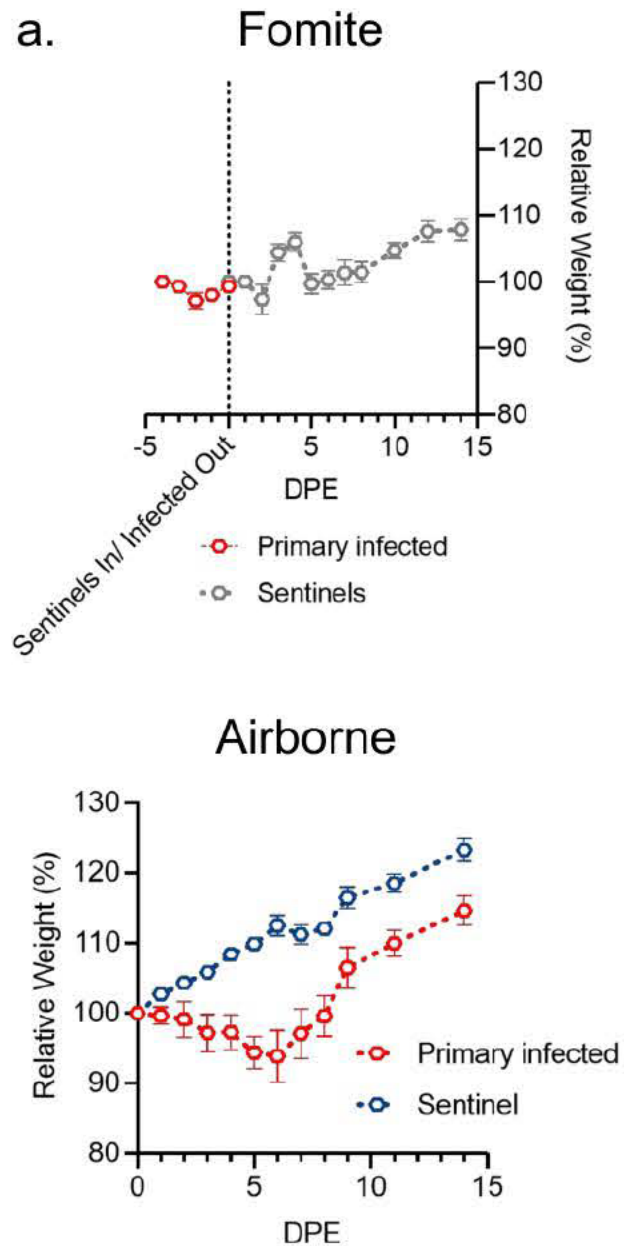 a.
Fomite
130
120
110
100
90
80
Relative Weight (%)
-5
0
5
10
15
DPE
Sentinels In/ Infected Out
Primary infected
Sentinels
Airborne
130
120
110
100
90
80
Relative Weight (%)
0
5
10
15
DPE
Primary infected
Sentinel